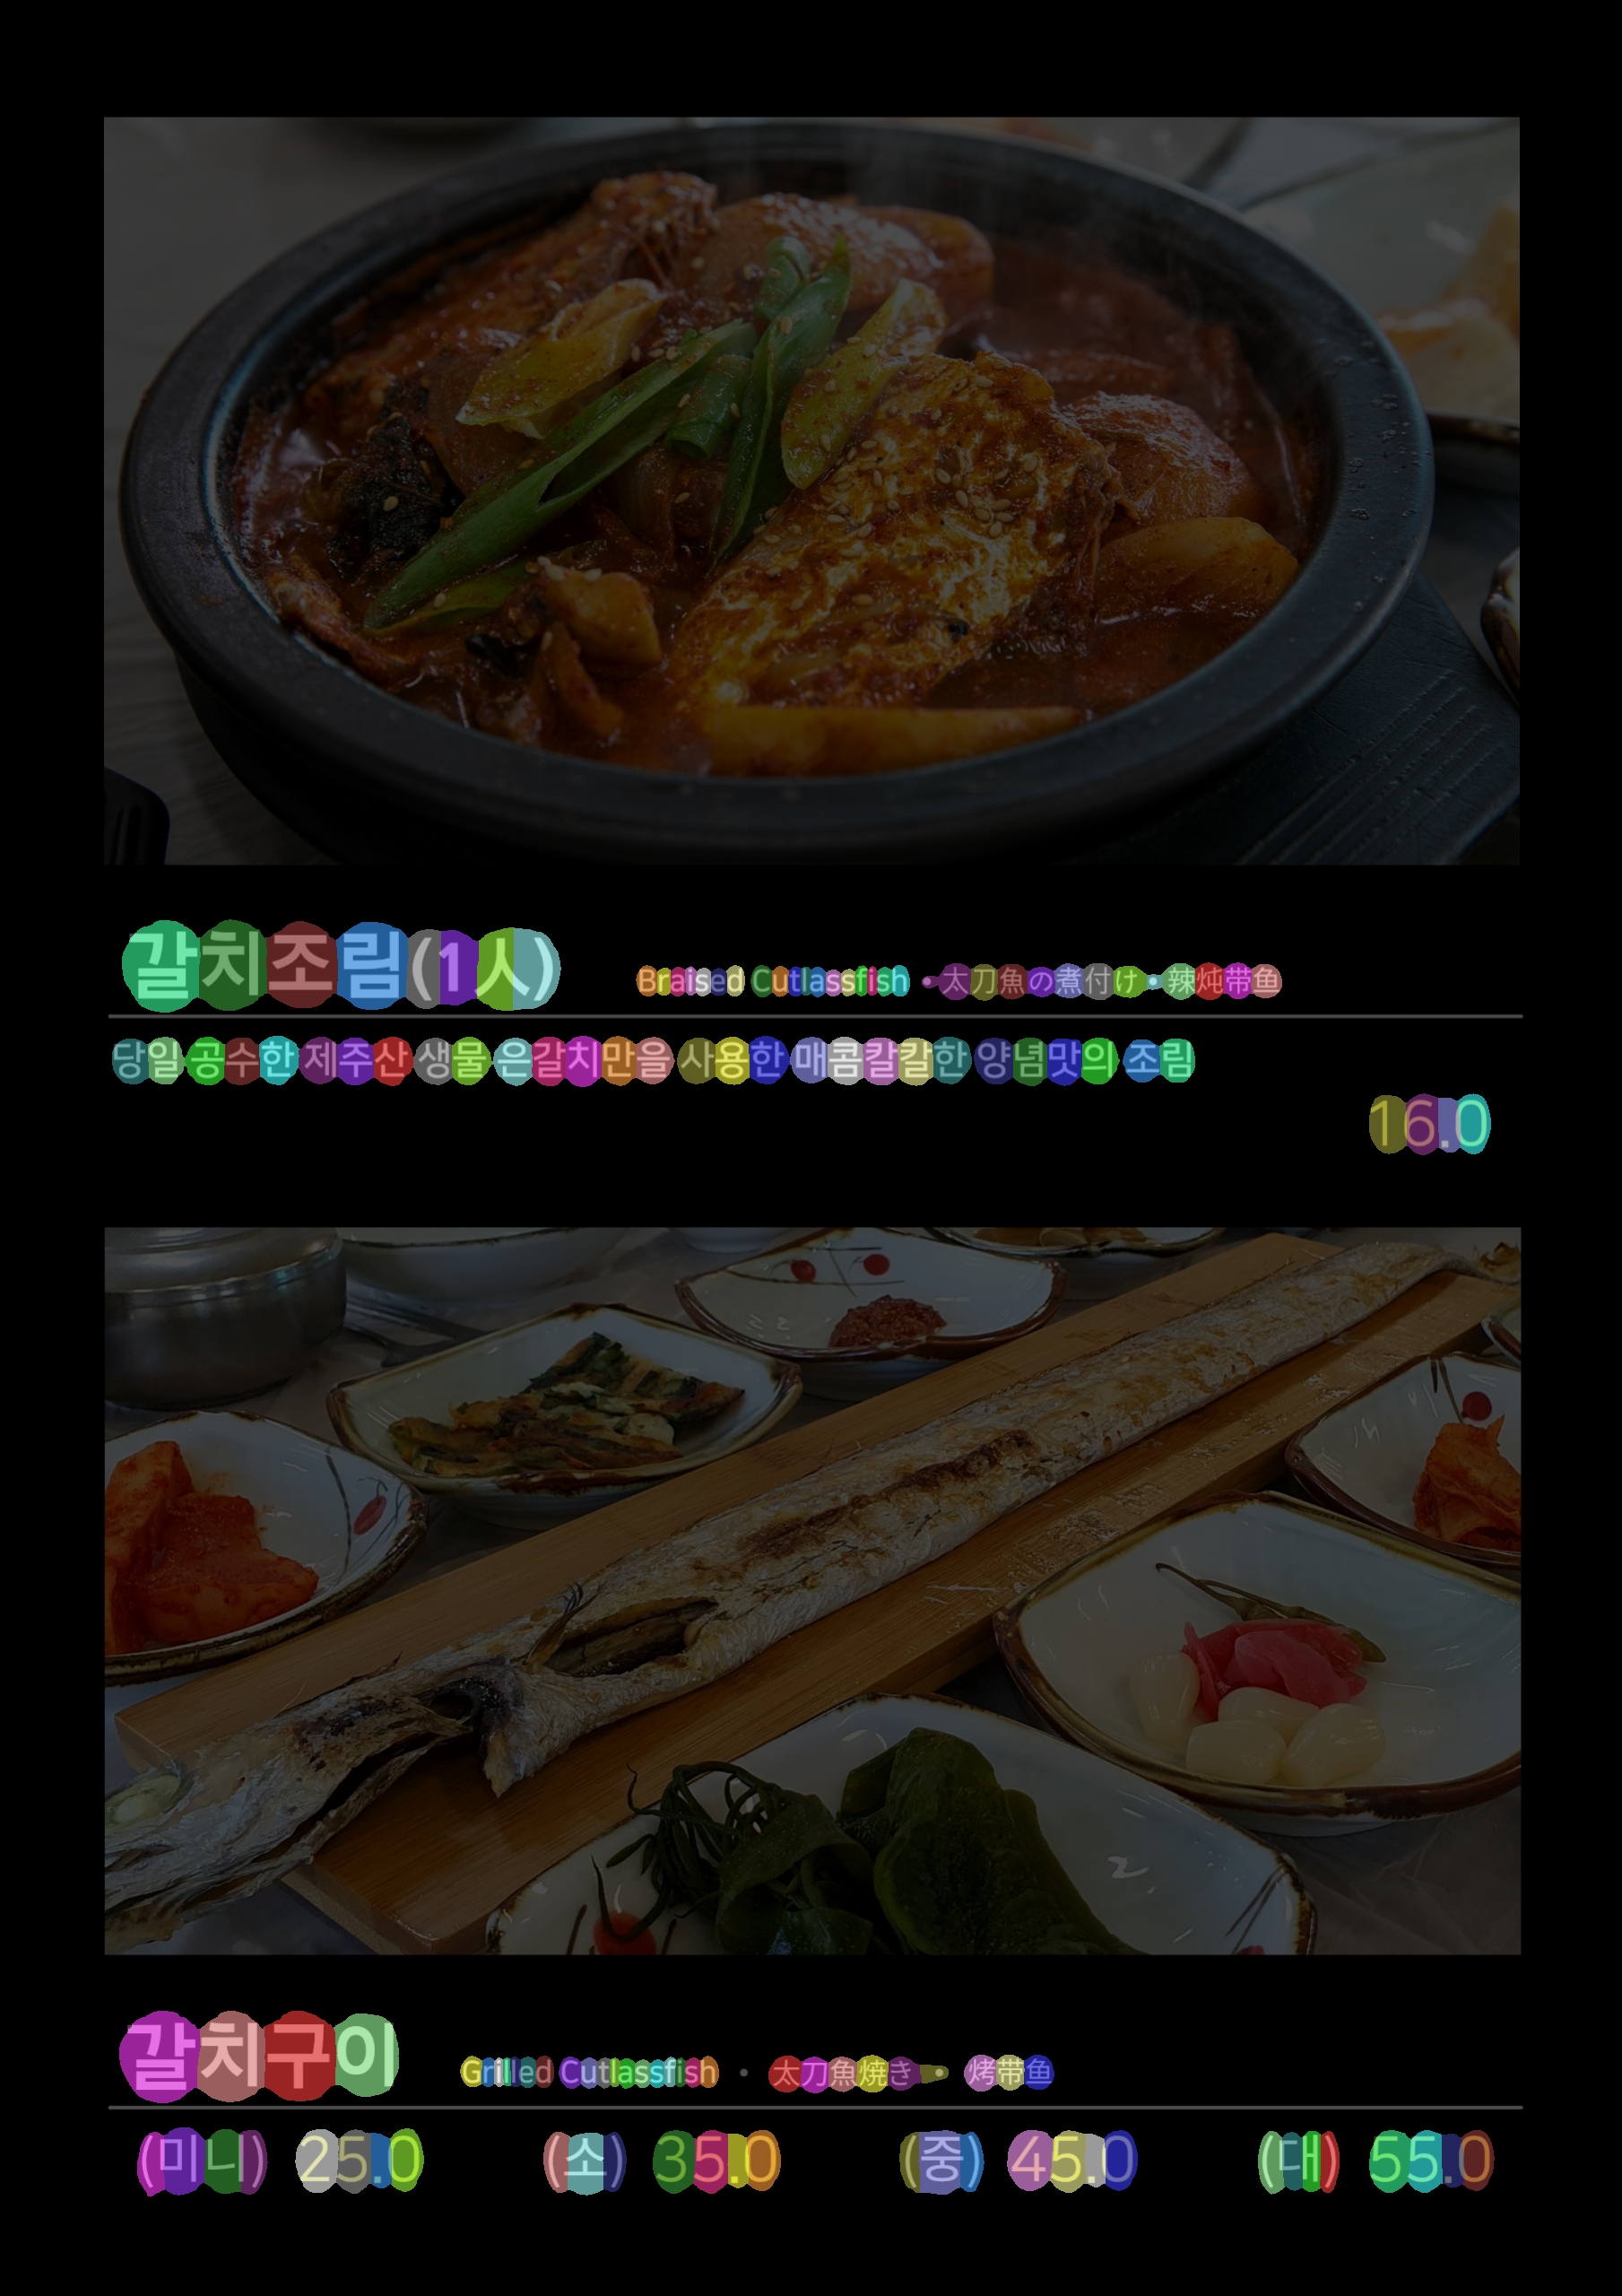 갈치조림(1人) Braised Cutlassfish • 太刀魚の煮付け • 辣炖带鱼
당일 공수한 제주산 생물 은갈치만을 사용한 매콤칼칼한 양념맛의 조림
16.0
갈치구이 Grilled Cutlassfish • 太刀魚焼き • 烤带鱼
(미니) 25.0 (소) 35.0 (중) 45.0 (대) 55.0